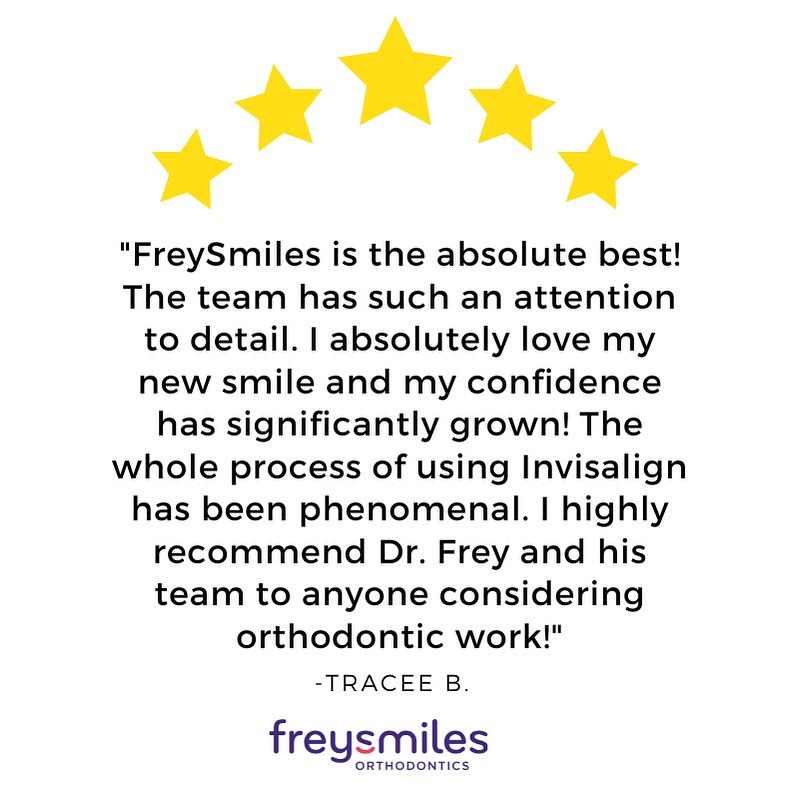 "FreySmiles is the absolute best!
The team has such an attention
to detail. I absolutely love my
new smile and my confidence
has significantly grown! The
whole process of using Invisalign
has been phenomenal. I highly
recommend Dr. Frey and his
team to anyone considering
orthodontic work!"
-TRACEE B.
freysmiles
ORTHODONTICS